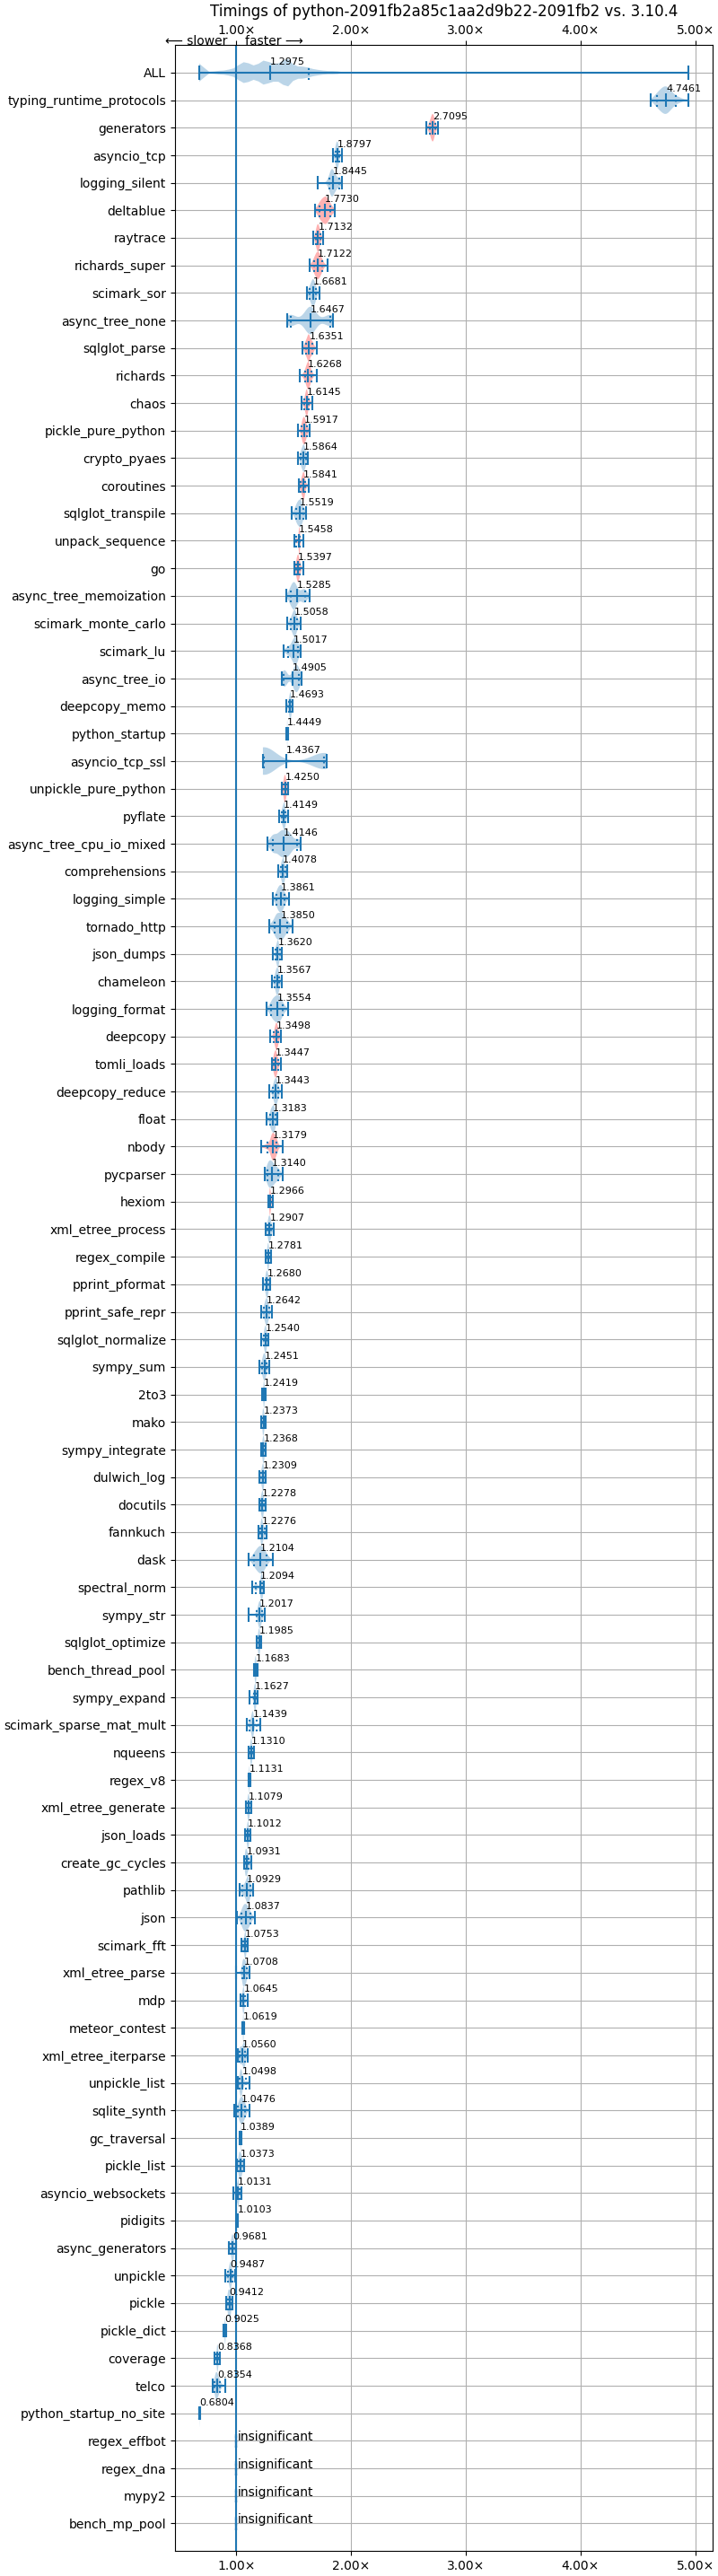 Timings of python-2091fb2a85c1aa2d9b22-2091fb2 vs. 3.10.4
1.00× 2.00× 3.00× 4.00× 5.00×
⟵ slower faster ⟶
ALL 1.2975
typing_runtime_protocols 4.7461
generators 2.7095
asyncio_tcp 1.8797
logging_silent 1.8445
deltablue 1.7730
raytrace 1.7132
richards_super 1.7122
scimark_sor 1.6681
async_tree_none 1.6467
sqlglot_parse 1.6351
richards 1.6268
chaos 1.6145
pickle_pure_python 1.5917
crypto_pyaes 1.5864
coroutines 1.5841
sqlglot_transpile 1.5519
unpack_sequence 1.5458
go 1.5397
async_tree_memoization 1.5285
scimark_monte_carlo 1.5058
scimark_lu 1.5017
async_tree_io 1.4905
deepcopy_memo 1.4693
python_startup 1.4449
asyncio_tcp_ssl 1.4367
unpickle_pure_python 1.4250
pyflate 1.4149
async_tree_cpu_io_mixed 1.4146
comprehensions 1.4078
logging_simple 1.3861
tornado_http 1.3850
json_dumps 1.3620
chameleon 1.3567
logging_format 1.3554
deepcopy 1.3498
tomli_loads 1.3447
deepcopy_reduce 1.3443
float 1.3183
nbody 1.3179
pycparser 1.3140
hexiom 1.2966
xml_etree_process 1.2907
regex_compile 1.2781
pprint_pformat 1.2680
pprint_safe_repr 1.2642
sqlglot_normalize 1.2540
sympy_sum 1.2451
2to3 1.2419
mako 1.2373
sympy_integrate 1.2368
dulwich_log 1.2309
docutils 1.2278
fannkuch 1.2276
dask 1.2104
spectral_norm 1.2094
sympy_str 1.2017
sqlglot_optimize 1.1985
bench_thread_pool 1.1683
sympy_expand 1.1627
scimark_sparse_mat_mult 1.1439
nqueens 1.1310
regex_v8 1.1131
xml_etree_generate 1.1079
json_loads 1.1012
create_gc_cycles 1.0931
pathlib 1.0929
json 1.0837
scimark_fft 1.0753
xml_etree_parse 1.0708
mdp 1.0645
meteor_contest 1.0619
xml_etree_iterparse 1.0560
unpickle_list 1.0498
sqlite_synth 1.0476
gc_traversal 1.0389
pickle_list 1.0373
asyncio_websockets 1.0131
pidigits 1.0103
async_generators 0.9681
unpickle 0.9487
pickle 0.9412
pickle_dict 0.9025
coverage 0.8368
telco 0.8354
python_startup_no_site 0.6804
regex_effbot insignificant
regex_dna insignificant
mypy2 insignificant
bench_mp_pool insignificant
1.00× 2.00× 3.00× 4.00× 5.00×